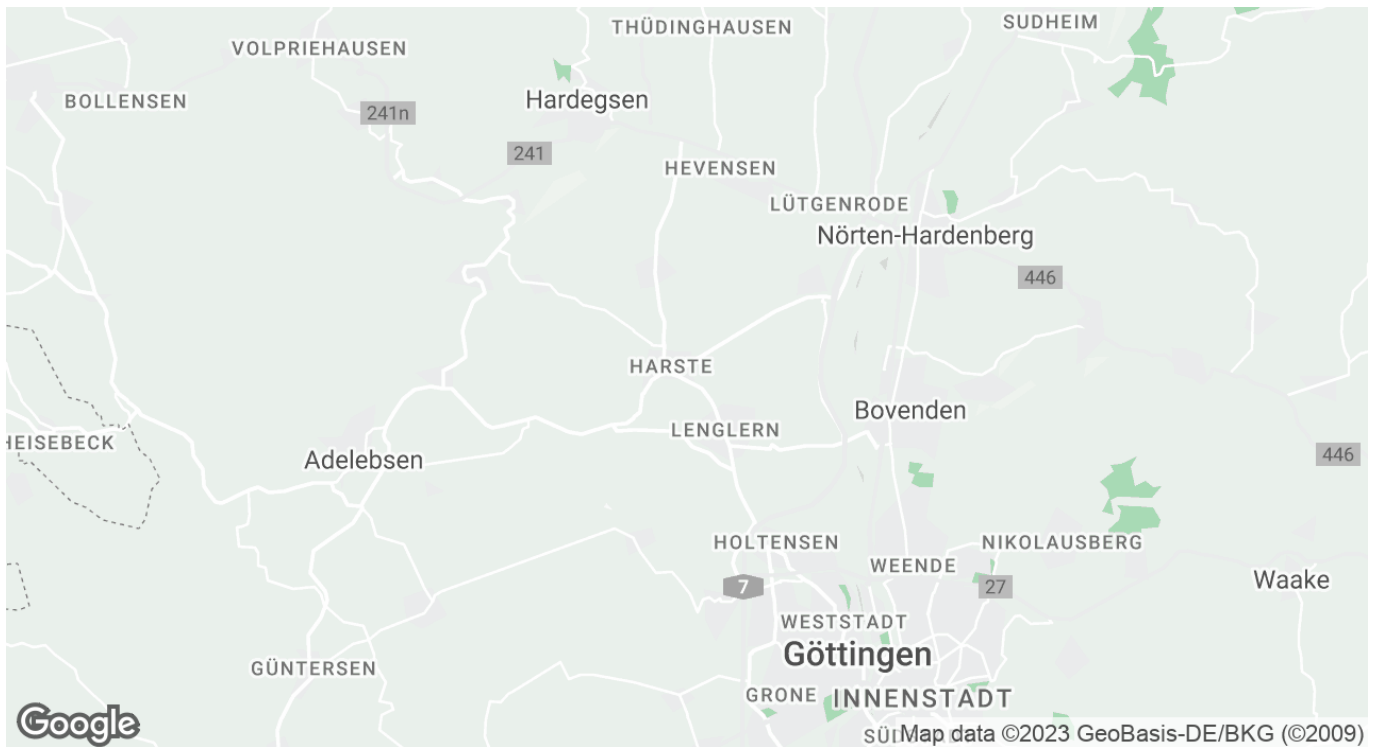 SUDHEIM
THÜDINGHAUSEN
VOLPRIEHAUSEN
BOLLENSEN
Hardegsen
241n
241
HEVENSEN
LÜTGENRODE
Nörten-Hardenberg
446
HARSTE
Bovenden
LENGLERN
HEISEBECK
Adelebsen
446
HOLTENSEN
NIKOLAUSBERG
WEENDE
Waake
7
27
WESTSTADT
Göttingen
GÜNTERSEN
GRONE
INNENSTADT
Google
Map data ©2023 GeoBasis-DE/BKG (©2009)